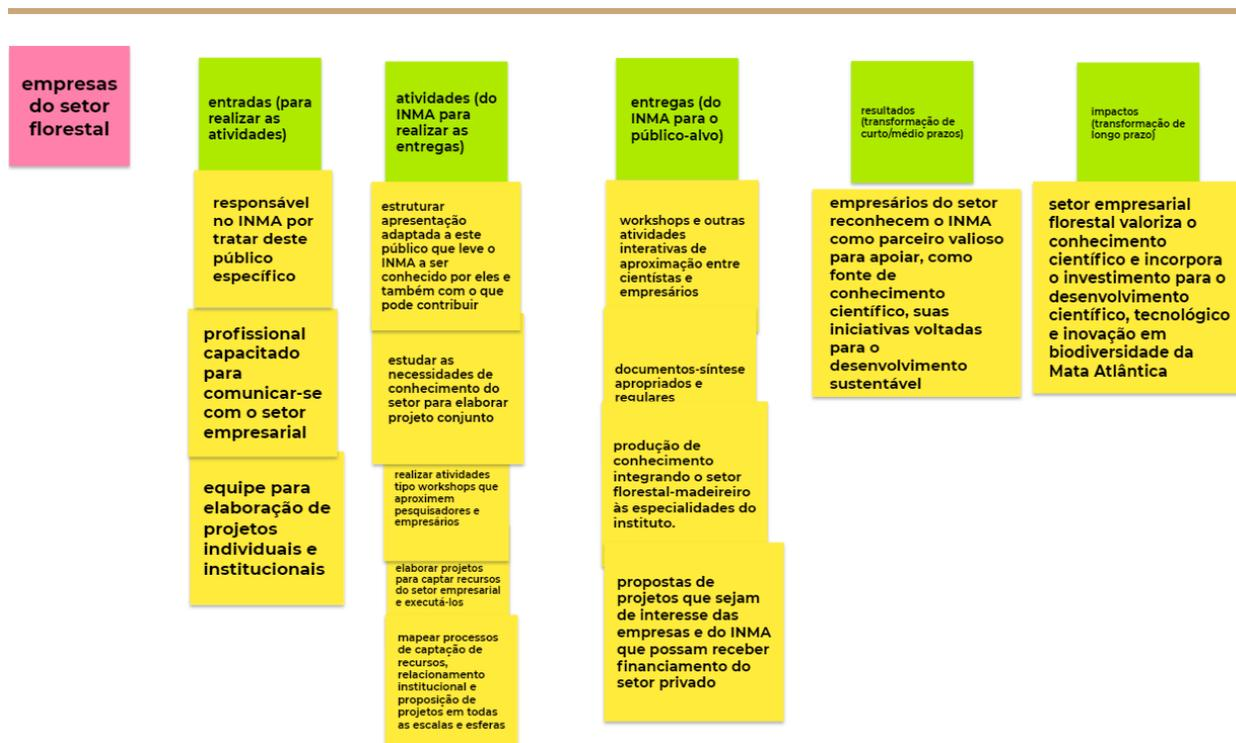 empresas
do setor
florestal
entradas (para
realizar as
atividades)
responsável
no INMA por
tratar deste
público
específico
profissional
capacitado
para
comunicar-se
com o setor
empresarial
equipe para
elaboração de
projetos
individuais e
institucionais
atividades (do
INMA para
realizar as
entregas)
estruturar
apresentação
adaptada a este
público que leve o
INMA a ser
conhecido por eles e
também com o que
pode contribuir
estudar as
necessidades de
conhecimento do
setor para elaborar
projeto conjunto
realizar atividades
tipo workshops que
aproximem
pesquisadores e
empresários
elaborar projetos
para captar recursos
do setor empresarial
e executá-los
mapear processos
de captação de
recursos,
relacionamento
institucional e
proposição de
projetos em todas
as escalas e esferas
entregas (do
INMA para o
público-alvo)
workshops e outras
atividades
interativas de
aproximação entre
cientístas e
empresários
documentos-síntese
apropriados e
regulares
produção de
conhecimento
integrando o setor
florestal-madeireiro
às especialidades do
instituto.
propostas de
projetos que sejam
de interesse das
empresas e do INMA
que possam receber
financiamento do
setor privado
resultados
(transformação de
curto/médio prazos)
empresários do setor
reconhecem o INMA
como parceiro valioso
para apoiar, como
fonte de
conhecimento
científico, suas
iniciativas voltadas
para o
desenvolvimento
sustentável
impactos
(transformação de
longo prazo)
setor empresarial
florestal valoriza o
conhecimento
científico e incorpora
o investimento para o
desenvolvimento
científico, tecnológico
e inovação em
biodiversidade da
Mata Atlântica